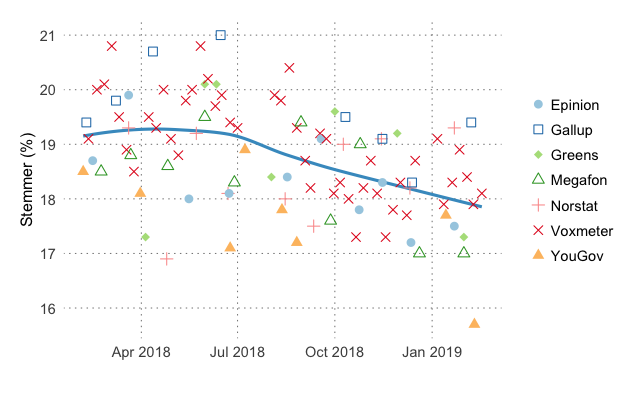 21
20
19
18
17
16
Stemmer (%)
Apr 2018
Jul 2018
Oct 2018
Jan 2019
Epinion
Gallup
Greens
Megafon
Norstat
Voxmeter
YouGov